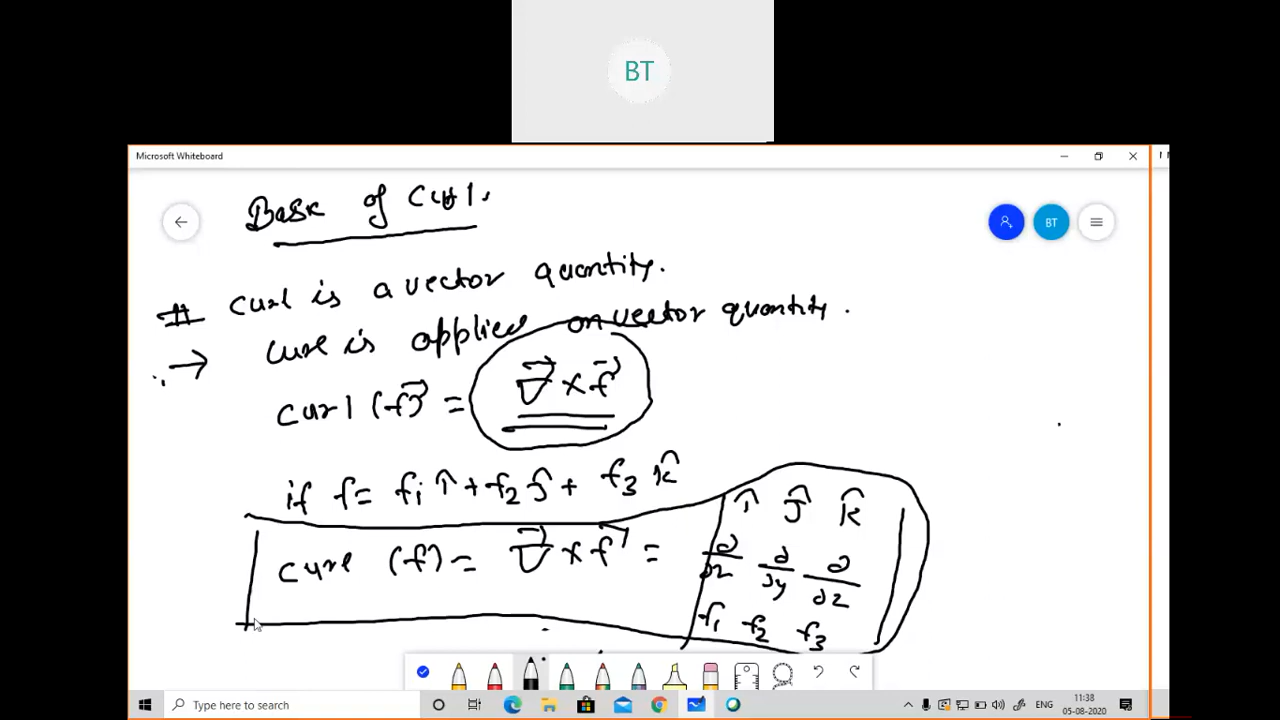 BT
Microsoft Whiteboard
Basic of Curl.
BT
# Curl is a vector quantity.
∴ → Curl is applied on vector quantity.
curl (f⃗) = ∇⃗ × f⃗
if f = f₁ î + f₂ ĵ + f₃ k̂
î ĵ k̂
curl (f) = ∇⃗ × f⃗ =
∂/∂x ∂/∂y ∂/∂z
f₁ f₂ f₃
Type here to search
ENG
11:38
05-08-2020